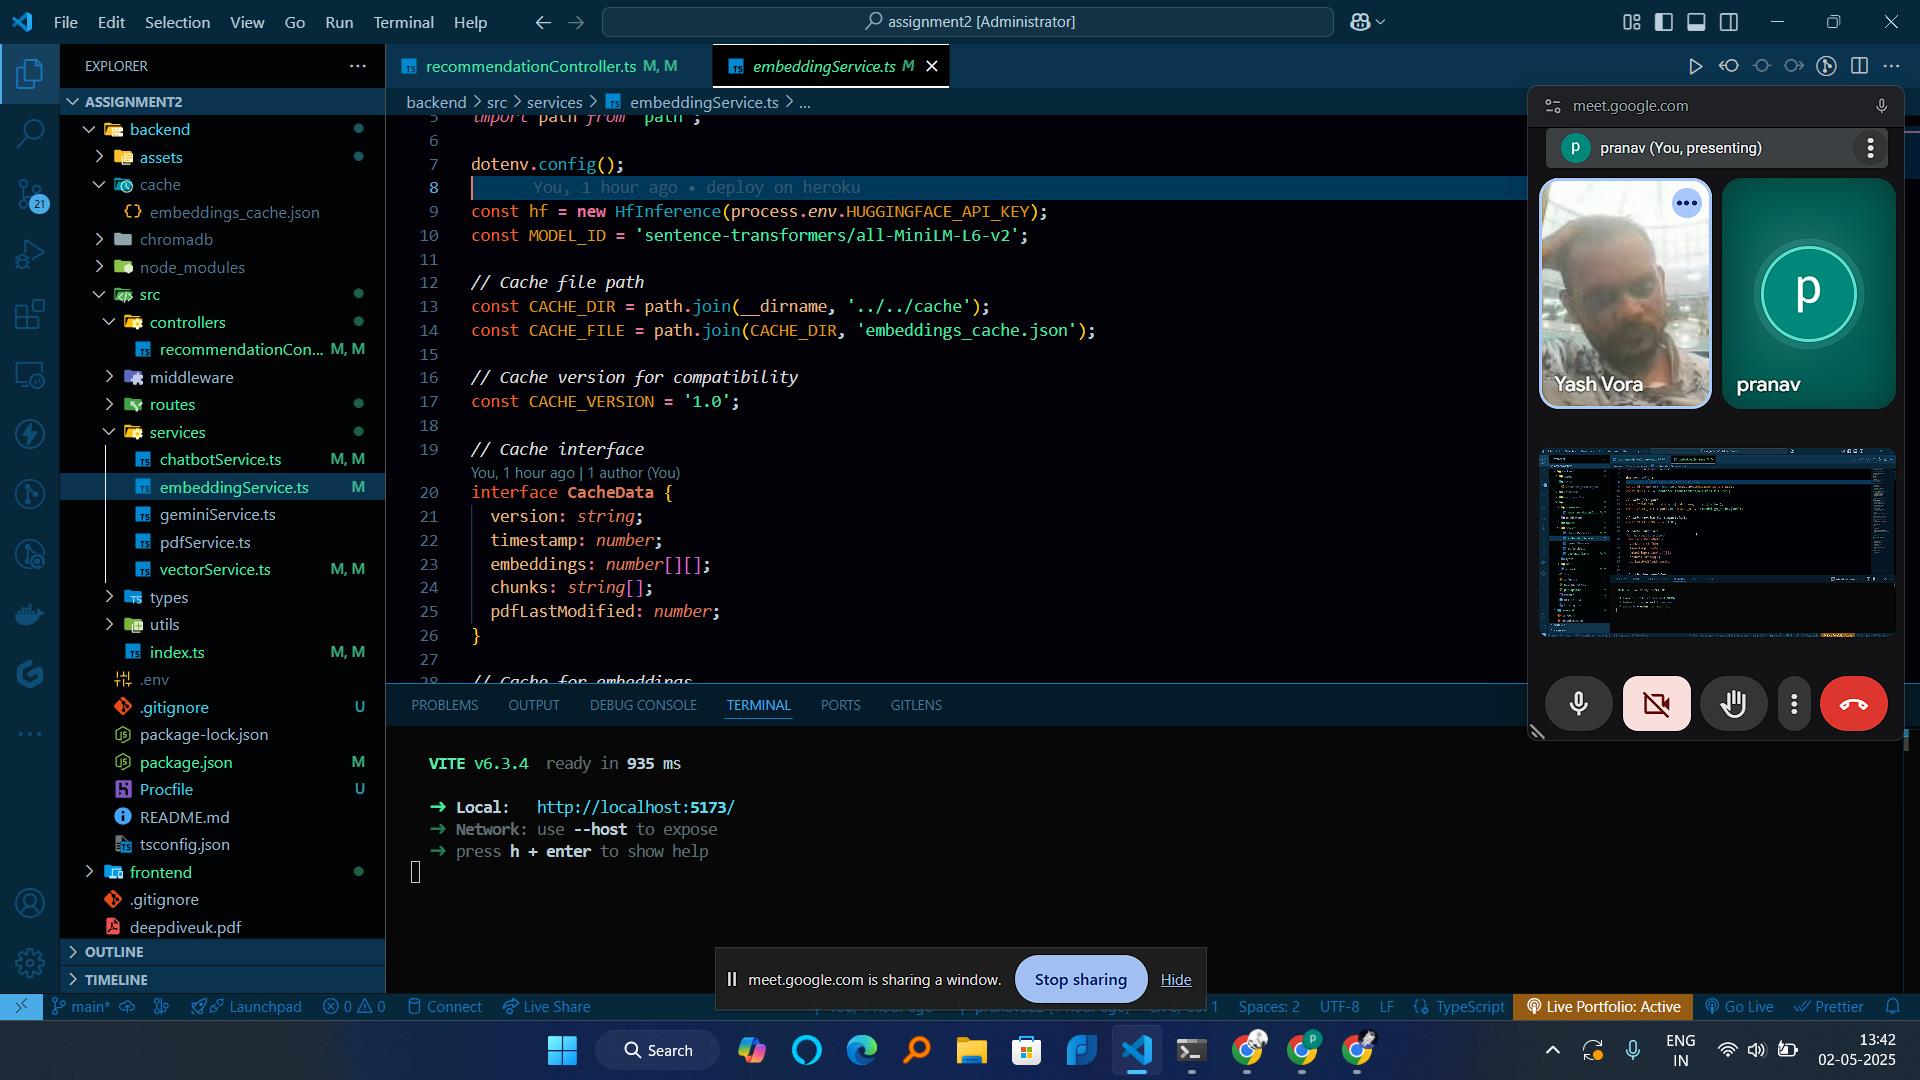 File Edit Selection View Go Run Terminal Help
assignment2 [Administrator]
EXPLORER
ASSIGNMENT2
backend
assets
cache
embeddings_cache.json
chromadb
node_modules
src
controllers
recommendationCon... M, M
middleware
routes
services
chatbotService.ts M, M
embeddingService.ts M
geminiService.ts
pdfService.ts
vectorService.ts M, M
types
utils
index.ts M, M
.env
.gitignore U
package-lock.json
package.json M
Procfile U
README.md
tsconfig.json
frontend
.gitignore
deepdiveuk.pdf
OUTLINE
TIMELINE
21
recommendationController.ts M, M
embeddingService.ts M
backend > src > services > embeddingService.ts > ...
5 import path from 'path';
6
7 dotenv.config();
8 You, 1 hour ago • deploy on heroku
9 const hf = new HfInference(process.env.HUGGINGFACE_API_KEY);
10 const MODEL_ID = 'sentence-transformers/all-MiniLM-L6-v2';
11
12 // Cache file path
13 const CACHE_DIR = path.join(__dirname, '../../cache');
14 const CACHE_FILE = path.join(CACHE_DIR, 'embeddings_cache.json');
15
16 // Cache version for compatibility
17 const CACHE_VERSION = '1.0';
18
19 // Cache interface
You, 1 hour ago | 1 author (You)
20 interface CacheData {
21 version: string;
22 timestamp: number;
23 embeddings: number[][];
24 chunks: string[];
25 pdfLastModified: number;
26 }
27
28 // Cache for embeddings
PROBLEMS OUTPUT DEBUG CONSOLE TERMINAL PORTS GITLENS
VITE v6.3.4 ready in 935 ms
➜ Local: http://localhost:5173/
➜ Network: use --host to expose
➜ press h + enter to show help
meet.google.com
p pranav (You, presenting)
Yash Vora
p
pranav
meet.google.com is sharing a window. Stop sharing Hide
main* Launchpad 0 0 Connect Live Share
Spaces: 2 UTF-8 LF {} TypeScript Live Portfolio: Active Go Live Prettier
Search
ENG
IN
13:42
02-05-2025